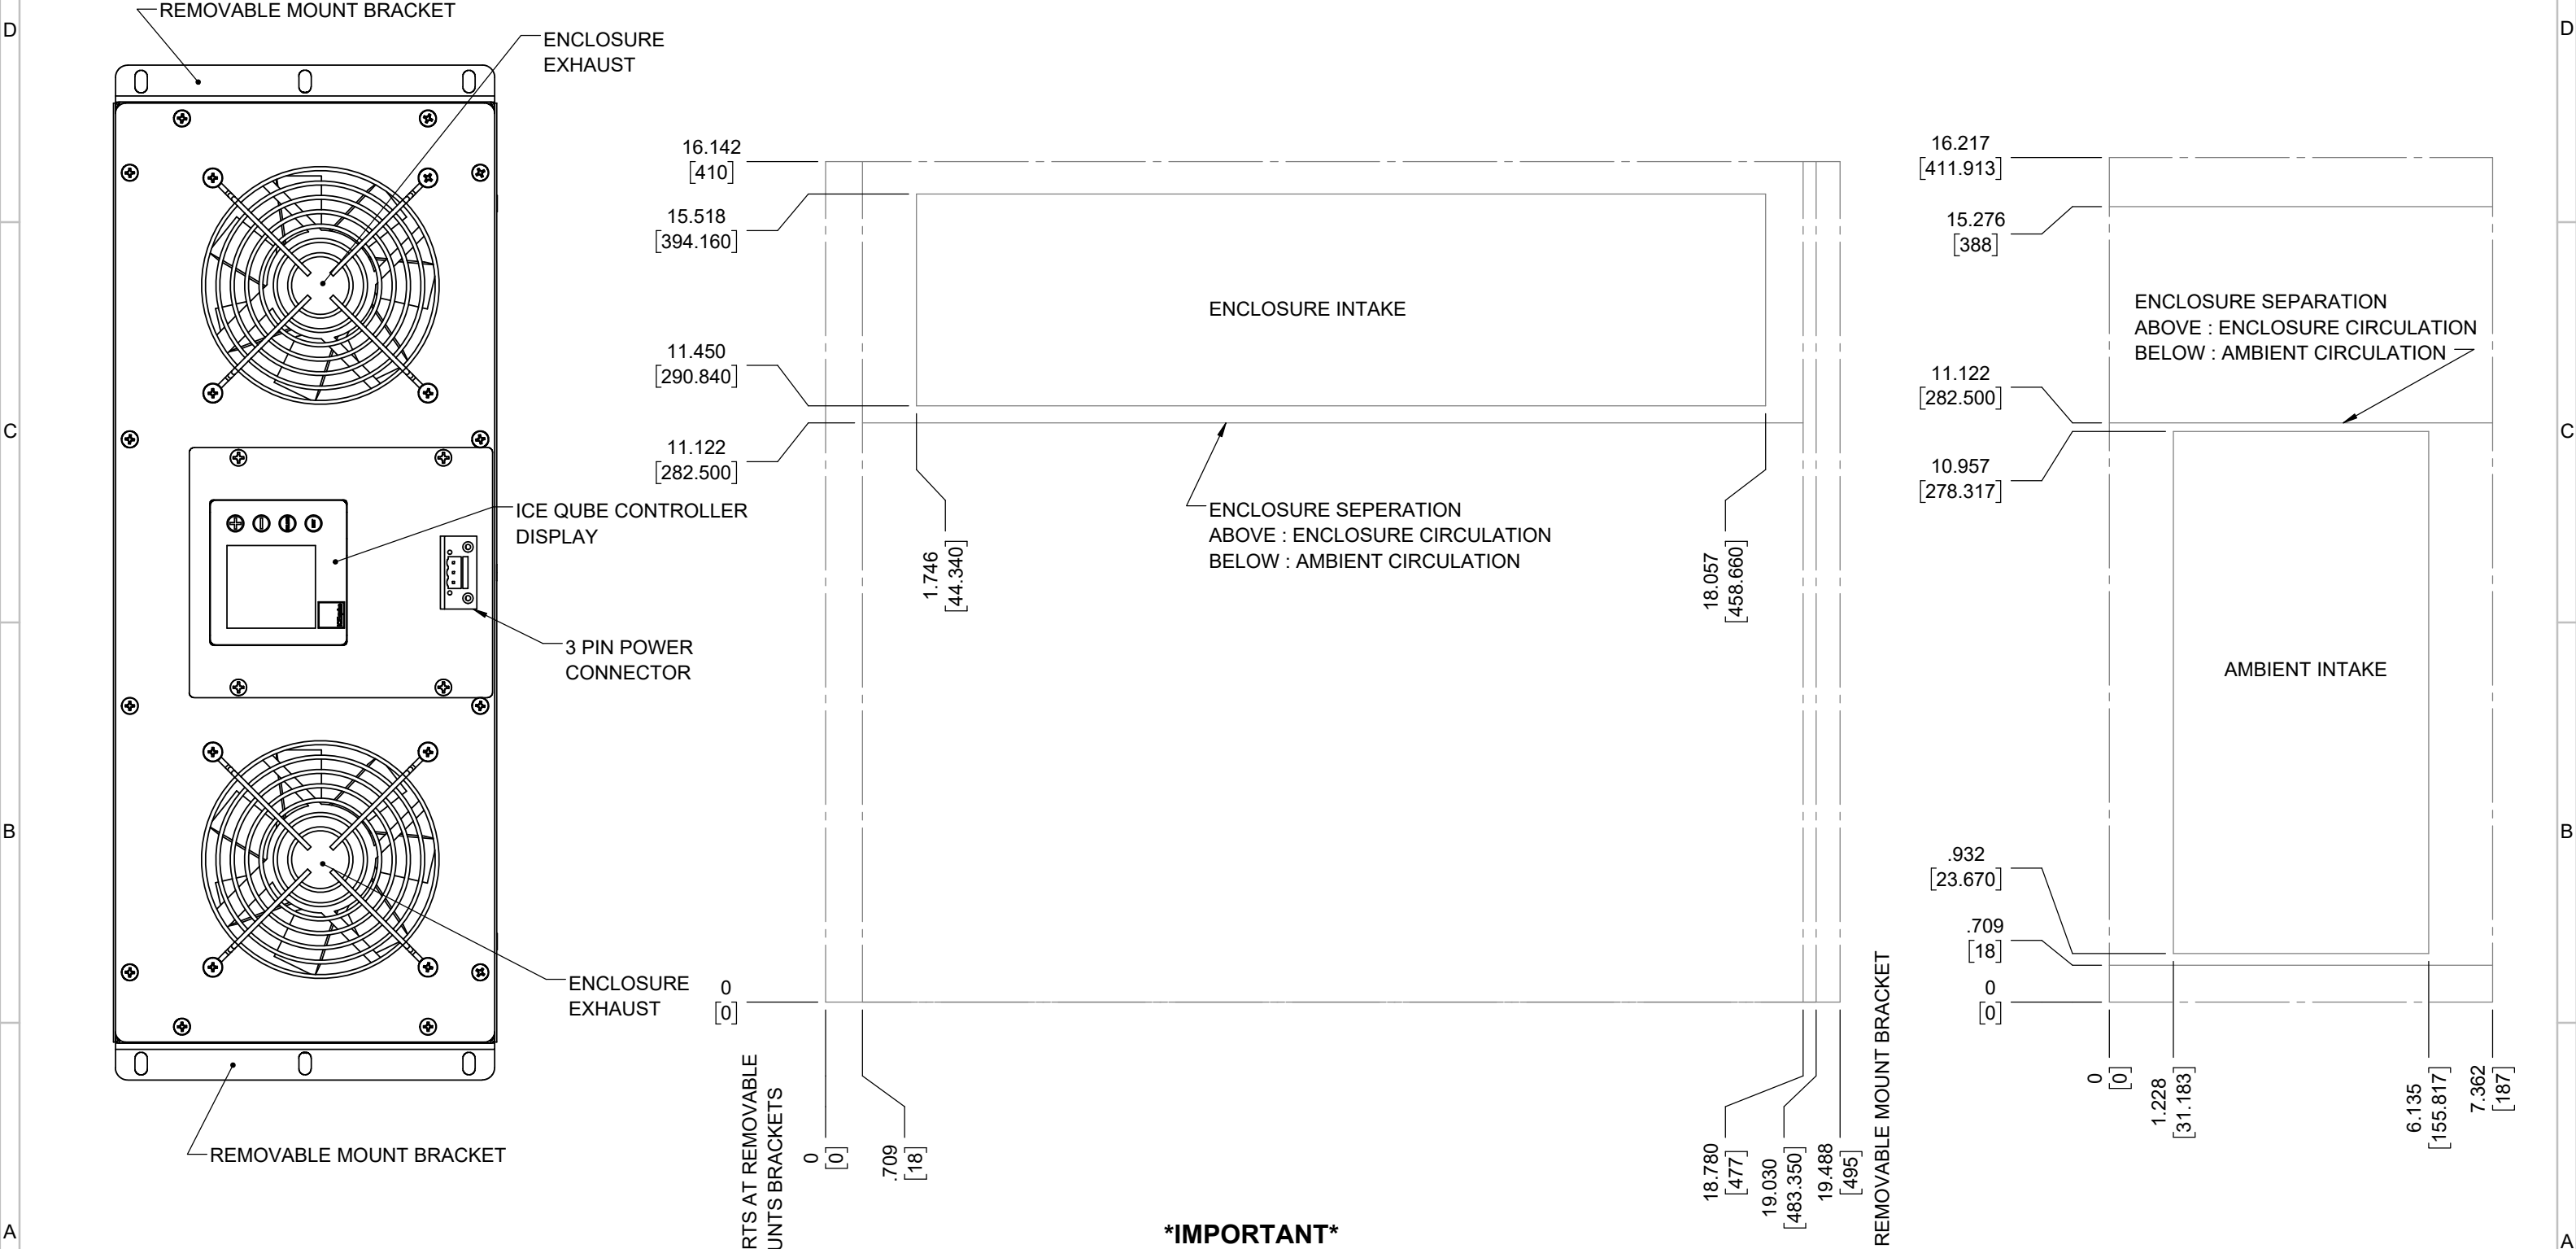 D
D
REMOVABLE MOUNT BRACKET
ENCLOSURE
EXHAUST
C
C
ICE QUBE CONTROLLER
DISPLAY
3 PIN POWER
CONNECTOR
B
B
ENCLOSURE
EXHAUST
REMOVABLE MOUNT BRACKET
A
A
16.142
[410]
15.518
[394.160]
ENCLOSURE INTAKE
11.450
[290.840]
11.122
[282.500]
ENCLOSURE SEPERATION
ABOVE : ENCLOSURE CIRCULATION
BELOW : AMBIENT CIRCULATION
1.746
[44.340]
18.057
[458.660]
0
[0]
RTS AT REMOVABLE
UNTS BRACKETS
0
[0]
.709
[18]
18.780
[477]
19.030
[483.350]
19.488
[495]
REMOVABLE MOUNT BRACKET
*IMPORTANT*
16.217
[411.913]
15.276
[388]
ENCLOSURE SEPARATION
ABOVE : ENCLOSURE CIRCULATION
BELOW : AMBIENT CIRCULATION
11.122
[282.500]
10.957
[278.317]
AMBIENT INTAKE
.932
[23.670]
.709
[18]
0
[0]
0
[0]
1.228
[31.183]
6.135
[155.817]
7.362
[187]